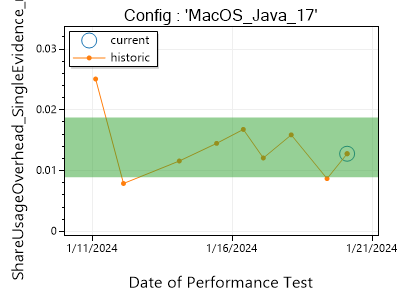 Config : 'MacOS_Java_17'
ShareUsageOverhead_SingleEvidence_
current
historic
0.03
0.02
0.01
0
1/11/2024
1/16/2024
1/21/2024
Date of Performance Test